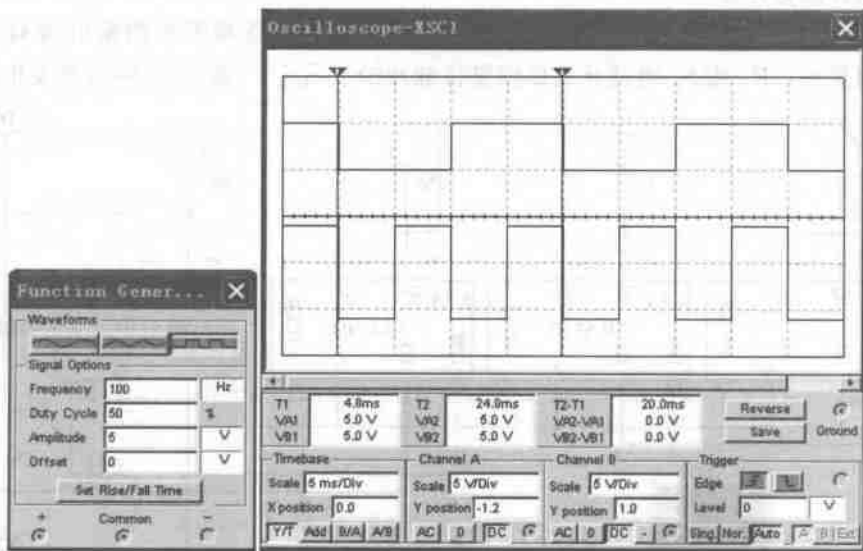 Oscilloscope-XSC1
Function Gener...
Waveforms
Signal Options
Frequency 100 Hz
Duty Cycle 50 %
Amplitude 5 V
Offset 0 V
Set Rise/Fall Time
+ Common −
T1 4.8ms T2 24.8ms T2-T1 20.0ms
VA1 5.0 V VA2 5.0 V VA2-VA1 0.0 V
VB1 5.0 V VB2 5.0 V VB2-VB1 0.0 V
Reverse
Save
Ground
Timebase Channel A Channel B Trigger
Scale 5 ms/Div Scale 5 V/Div Scale 5 V/Div Edge
X position 0.0 Y position -1.2 Y position 1.0 Level 0 V
Y/T Add B/A A/B AC 0 DC AC 0 DC - Sing. Nor. Auto A B Ext